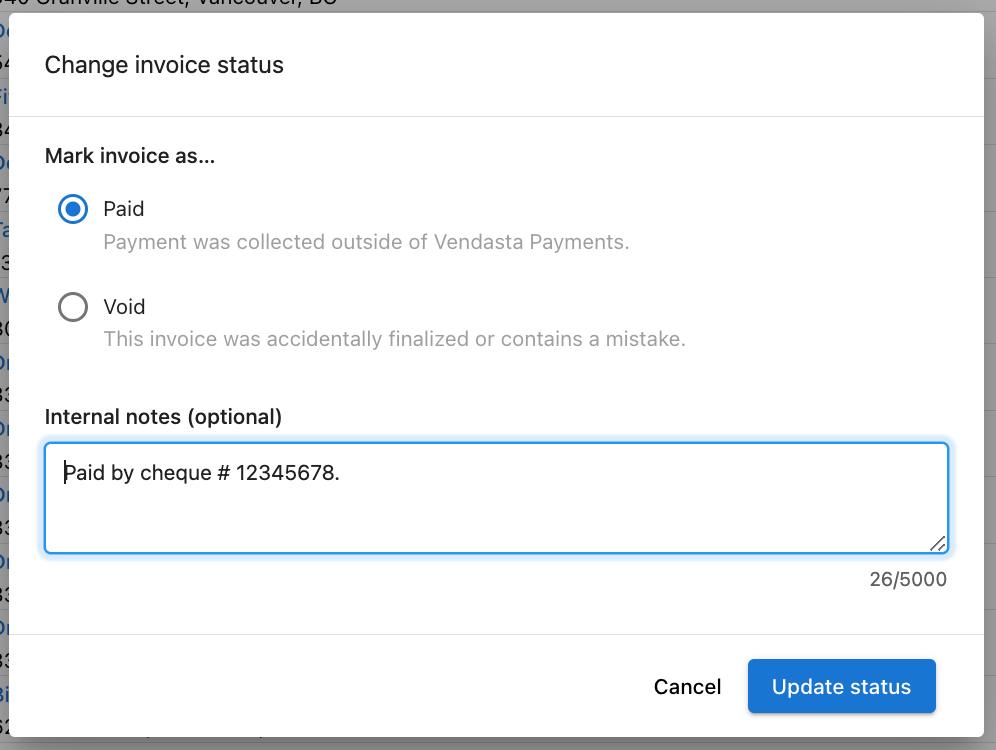 Change invoice status
Mark invoice as...
Paid
Payment was collected outside of Vendasta Payments.
Void
This invoice was accidentally finalized or contains a mistake.
Internal notes (optional)
Paid by cheque # 12345678.
26/5000
Cancel
Update status